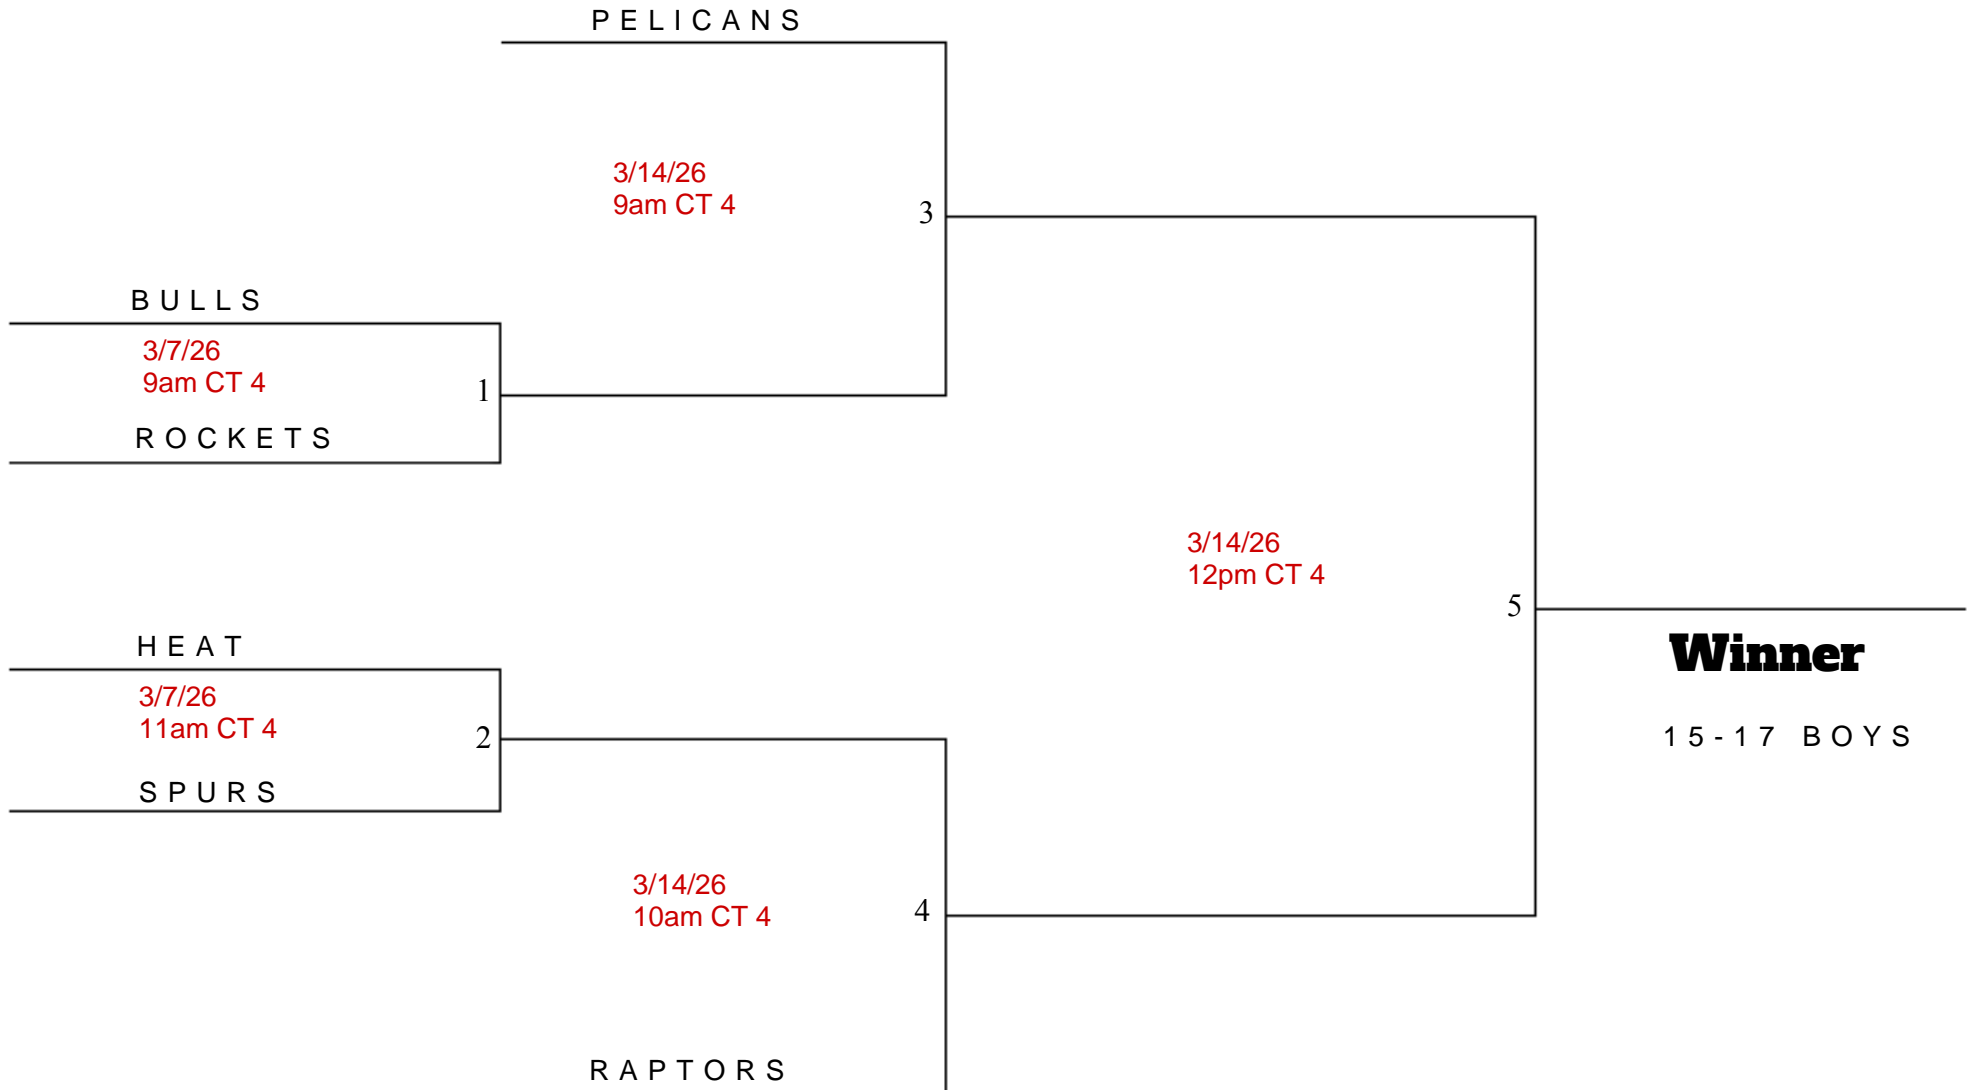 PELICANS
3/14/26
9am CT 4
3
BULLS
3/7/26
9am CT 4
1
ROCKETS
3/14/26
12pm CT 4
5
HEAT
Winner
3/7/26
11am CT 4
2
15-17 BOYS
SPURS
3/14/26
10am CT 4
4
RAPTORS